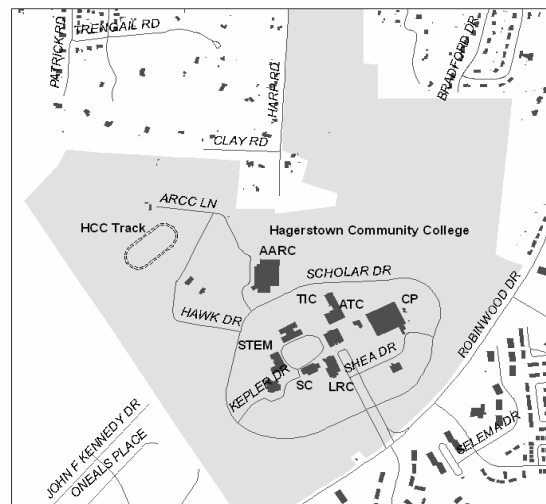 TRENGAIL RD
PATRICK RD
HARP RD
BRADFORD DR
CLAY RD
ARCC LN
HCC Track
Hagerstown Community College
AARC
SCHOLAR DR
TIC
ATC
CP
HAWK DR
ROBINWOOD DR
STEM
SHEA DR
KEPLER DR
SC
LRC
JOHN F KENNEDY DR
ONEALS PLACE
SELEMA DR